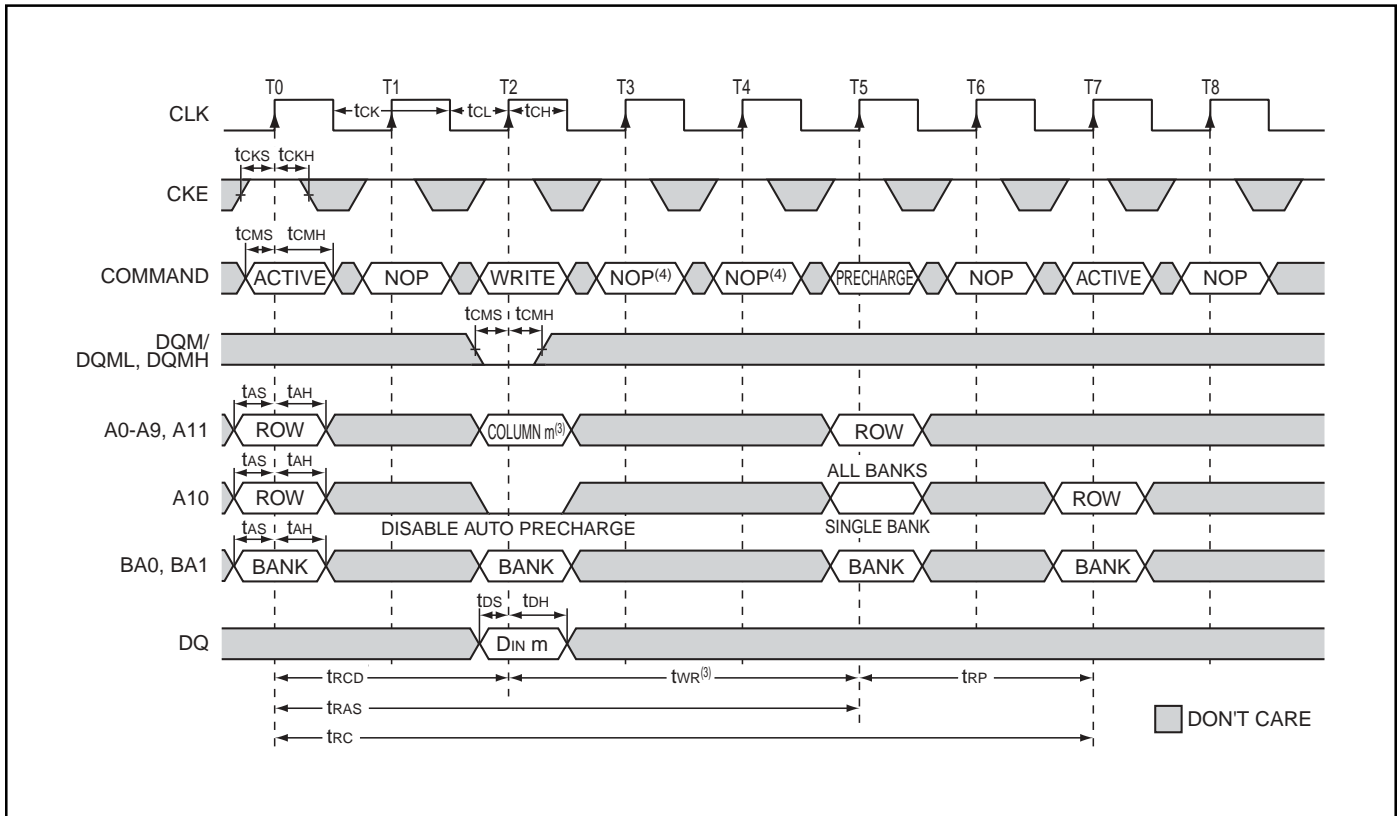 T0 T1 T2 T3 T4 T5 T6 T7 T8
CLK tCK tCL tCH
tCKS tCKH
CKE
tCMS tCMH
COMMAND ACTIVE NOP WRITE NOP(4) NOP(4) PRECHARGE NOP ACTIVE NOP
tCMS tCMH
DQM/
DQML, DQMH
tAS tAH
A0-A9, A11 ROW COLUMN m(3) ROW
tAS tAH ALL BANKS
A10 ROW ROW
tAS tAH DISABLE AUTO PRECHARGE SINGLE BANK
BA0, BA1 BANK BANK BANK BANK
tDS tDH
DQ DIN m
tRCD tWR(3) tRP
tRAS
DON'T CARE
tRC